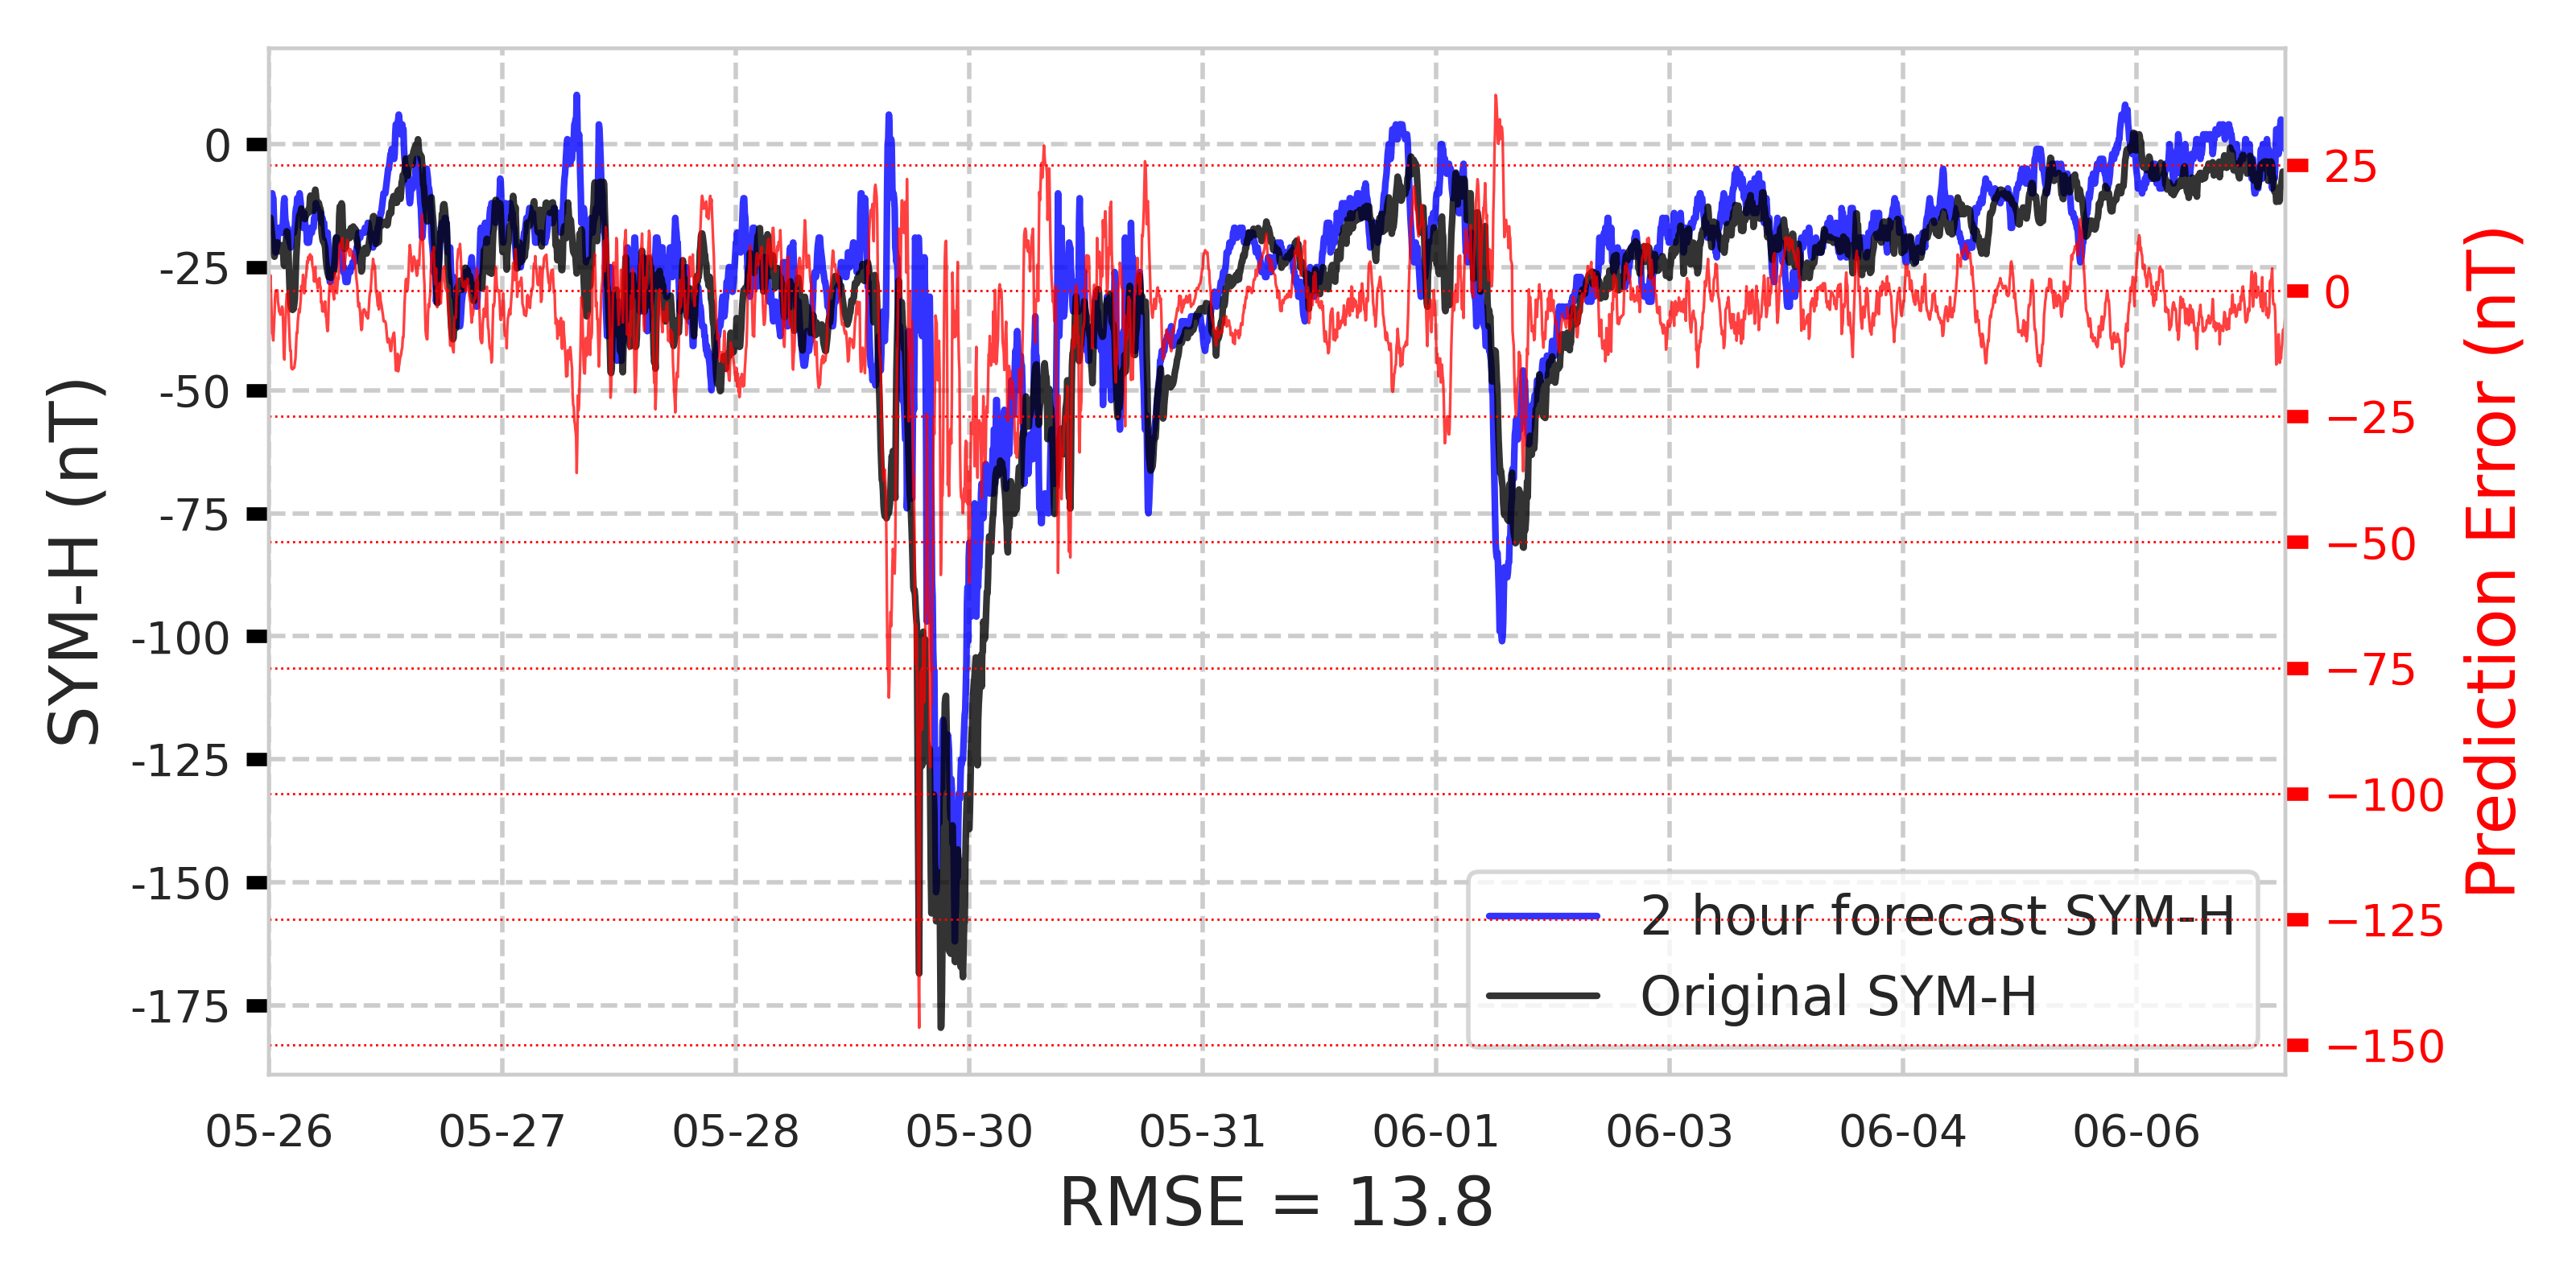 SYM-H (nT)
0
-25
-50
-75
-100
-125
-150
-175
25
0
−25
−50
−75
−100
−125
−150
Prediction Error (nT)
2 hour forecast SYM-H
Original SYM-H
05-26 05-27 05-28 05-30 05-31 06-01 06-03 06-04 06-06
RMSE = 13.8